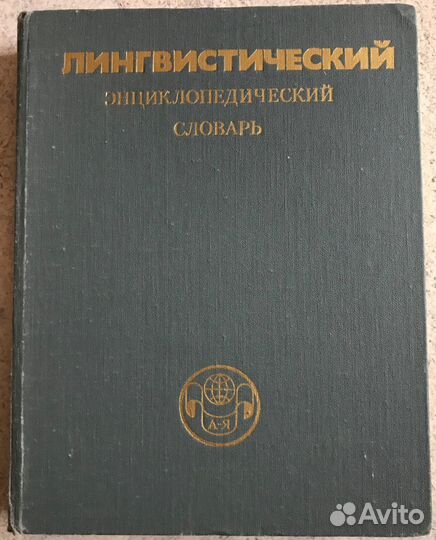 ЛИНГВИСТИЧЕСКИЙ
ЭНЦИКЛОПЕДИЧЕСКИЙ
СЛОВАРЬ
А-Я
Avito